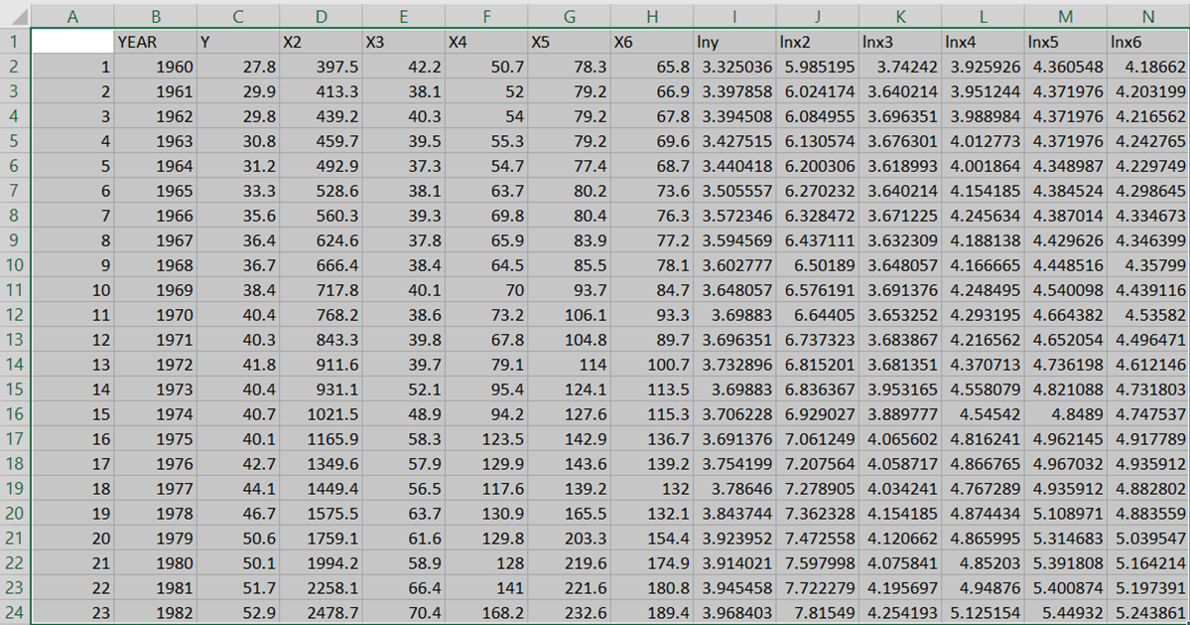 A B C D E F G H I J K L M N
1 YEAR Y X2 X3 X4 X5 X6 lny lnx2 lnx3 lnx4 lnx5 lnx6
2 1 1960 27.8 397.5 42.2 50.7 78.3 65.8 3.325036 5.985195 3.74242 3.925926 4.360548 4.18662
3 2 1961 29.9 413.3 38.1 52 79.2 66.9 3.397858 6.024174 3.640214 3.951244 4.371976 4.203199
4 3 1962 29.8 439.2 40.3 54 79.2 67.8 3.394508 6.084955 3.696351 3.988984 4.371976 4.216562
5 4 1963 30.8 459.7 39.5 55.3 79.2 69.6 3.427515 6.130574 3.676301 4.012773 4.371976 4.242765
6 5 1964 31.2 492.9 37.3 54.7 77.4 68.7 3.440418 6.200306 3.618993 4.001864 4.348987 4.229749
7 6 1965 33.3 528.6 38.1 63.7 80.2 73.6 3.505557 6.270232 3.640214 4.154185 4.384524 4.298645
8 7 1966 35.6 560.3 39.3 69.8 80.4 76.3 3.572346 6.328472 3.671225 4.245634 4.387014 4.334673
9 8 1967 36.4 624.6 37.8 65.9 83.9 77.2 3.594569 6.437111 3.632309 4.188138 4.429626 4.346399
10 9 1968 36.7 666.4 38.4 64.5 85.5 78.1 3.602777 6.50189 3.648057 4.166665 4.448516 4.35799
11 10 1969 38.4 717.8 40.1 70 93.7 84.7 3.648057 6.576191 3.691376 4.248495 4.540098 4.439116
12 11 1970 40.4 768.2 38.6 73.2 106.1 93.3 3.69883 6.64405 3.653252 4.293195 4.664382 4.53582
13 12 1971 40.3 843.3 39.8 67.8 104.8 89.7 3.696351 6.737323 3.683867 4.216562 4.652054 4.496471
14 13 1972 41.8 911.6 39.7 79.1 114 100.7 3.732896 6.815201 3.681351 4.370713 4.736198 4.612146
15 14 1973 40.4 931.1 52.1 95.4 124.1 113.5 3.69883 6.836367 3.953165 4.558079 4.821088 4.731803
16 15 1974 40.7 1021.5 48.9 94.2 127.6 115.3 3.706228 6.929027 3.889777 4.54542 4.8489 4.747537
17 16 1975 40.1 1165.9 58.3 123.5 142.9 136.7 3.691376 7.061249 4.065602 4.816241 4.962145 4.917789
18 17 1976 42.7 1349.6 57.9 129.9 143.6 139.2 3.754199 7.207564 4.058717 4.866765 4.967032 4.935912
19 18 1977 44.1 1449.4 56.5 117.6 139.2 132 3.78646 7.278905 4.034241 4.767289 4.935912 4.882802
20 19 1978 46.7 1575.5 63.7 130.9 165.5 132.1 3.843744 7.362328 4.154185 4.874434 5.108971 4.883559
21 20 1979 50.6 1759.1 61.6 129.8 203.3 154.4 3.923952 7.472558 4.120662 4.865995 5.314683 5.039547
22 21 1980 50.1 1994.2 58.9 128 219.6 174.9 3.914021 7.597998 4.075841 4.85203 5.391808 5.164214
23 22 1981 51.7 2258.1 66.4 141 221.6 180.8 3.945458 7.722279 4.195697 4.94876 5.400874 5.197391
24 23 1982 52.9 2478.7 70.4 168.2 232.6 189.4 3.968403 7.81549 4.254193 5.125154 5.44932 5.243861